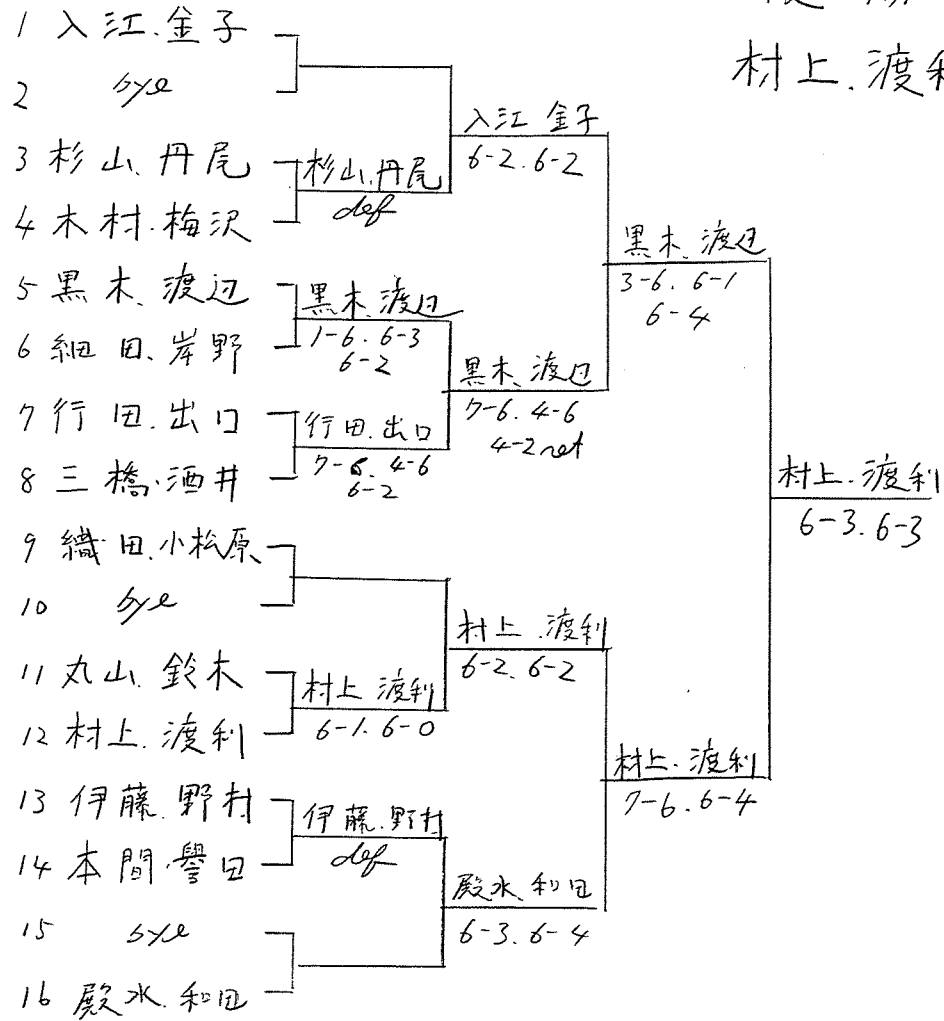 村上.渡利
1 入江.金子
2 bye
3 杉山.丹尾
4 木村.梅沢
5 黒木.渡辺
6 細田.岸野
7 行田.出口
8 三橋.酒井
9 織田.小松原
10 bye
11 丸山.鈴木
12 村上.渡利
13 伊藤.野村
14 本間.誉田
15 bye
16 殿水.和田
杉山.丹尾
def
黒木.渡辺
1-6.6-3
6-2
行田.出口
7-6.4-6
6-2
村上 渡利
6-1.6-0
伊藤.野村
def
入江 金子
6-2.6-2
黒木.渡辺
7-6.4-6
4-2 ret
村上.渡利
6-2.6-2
殿水.和田
6-3.6-4
黒木.渡辺
3-6.6-1
6-4
村上.渡利
7-6.6-4
村上.渡利
6-3.6-3